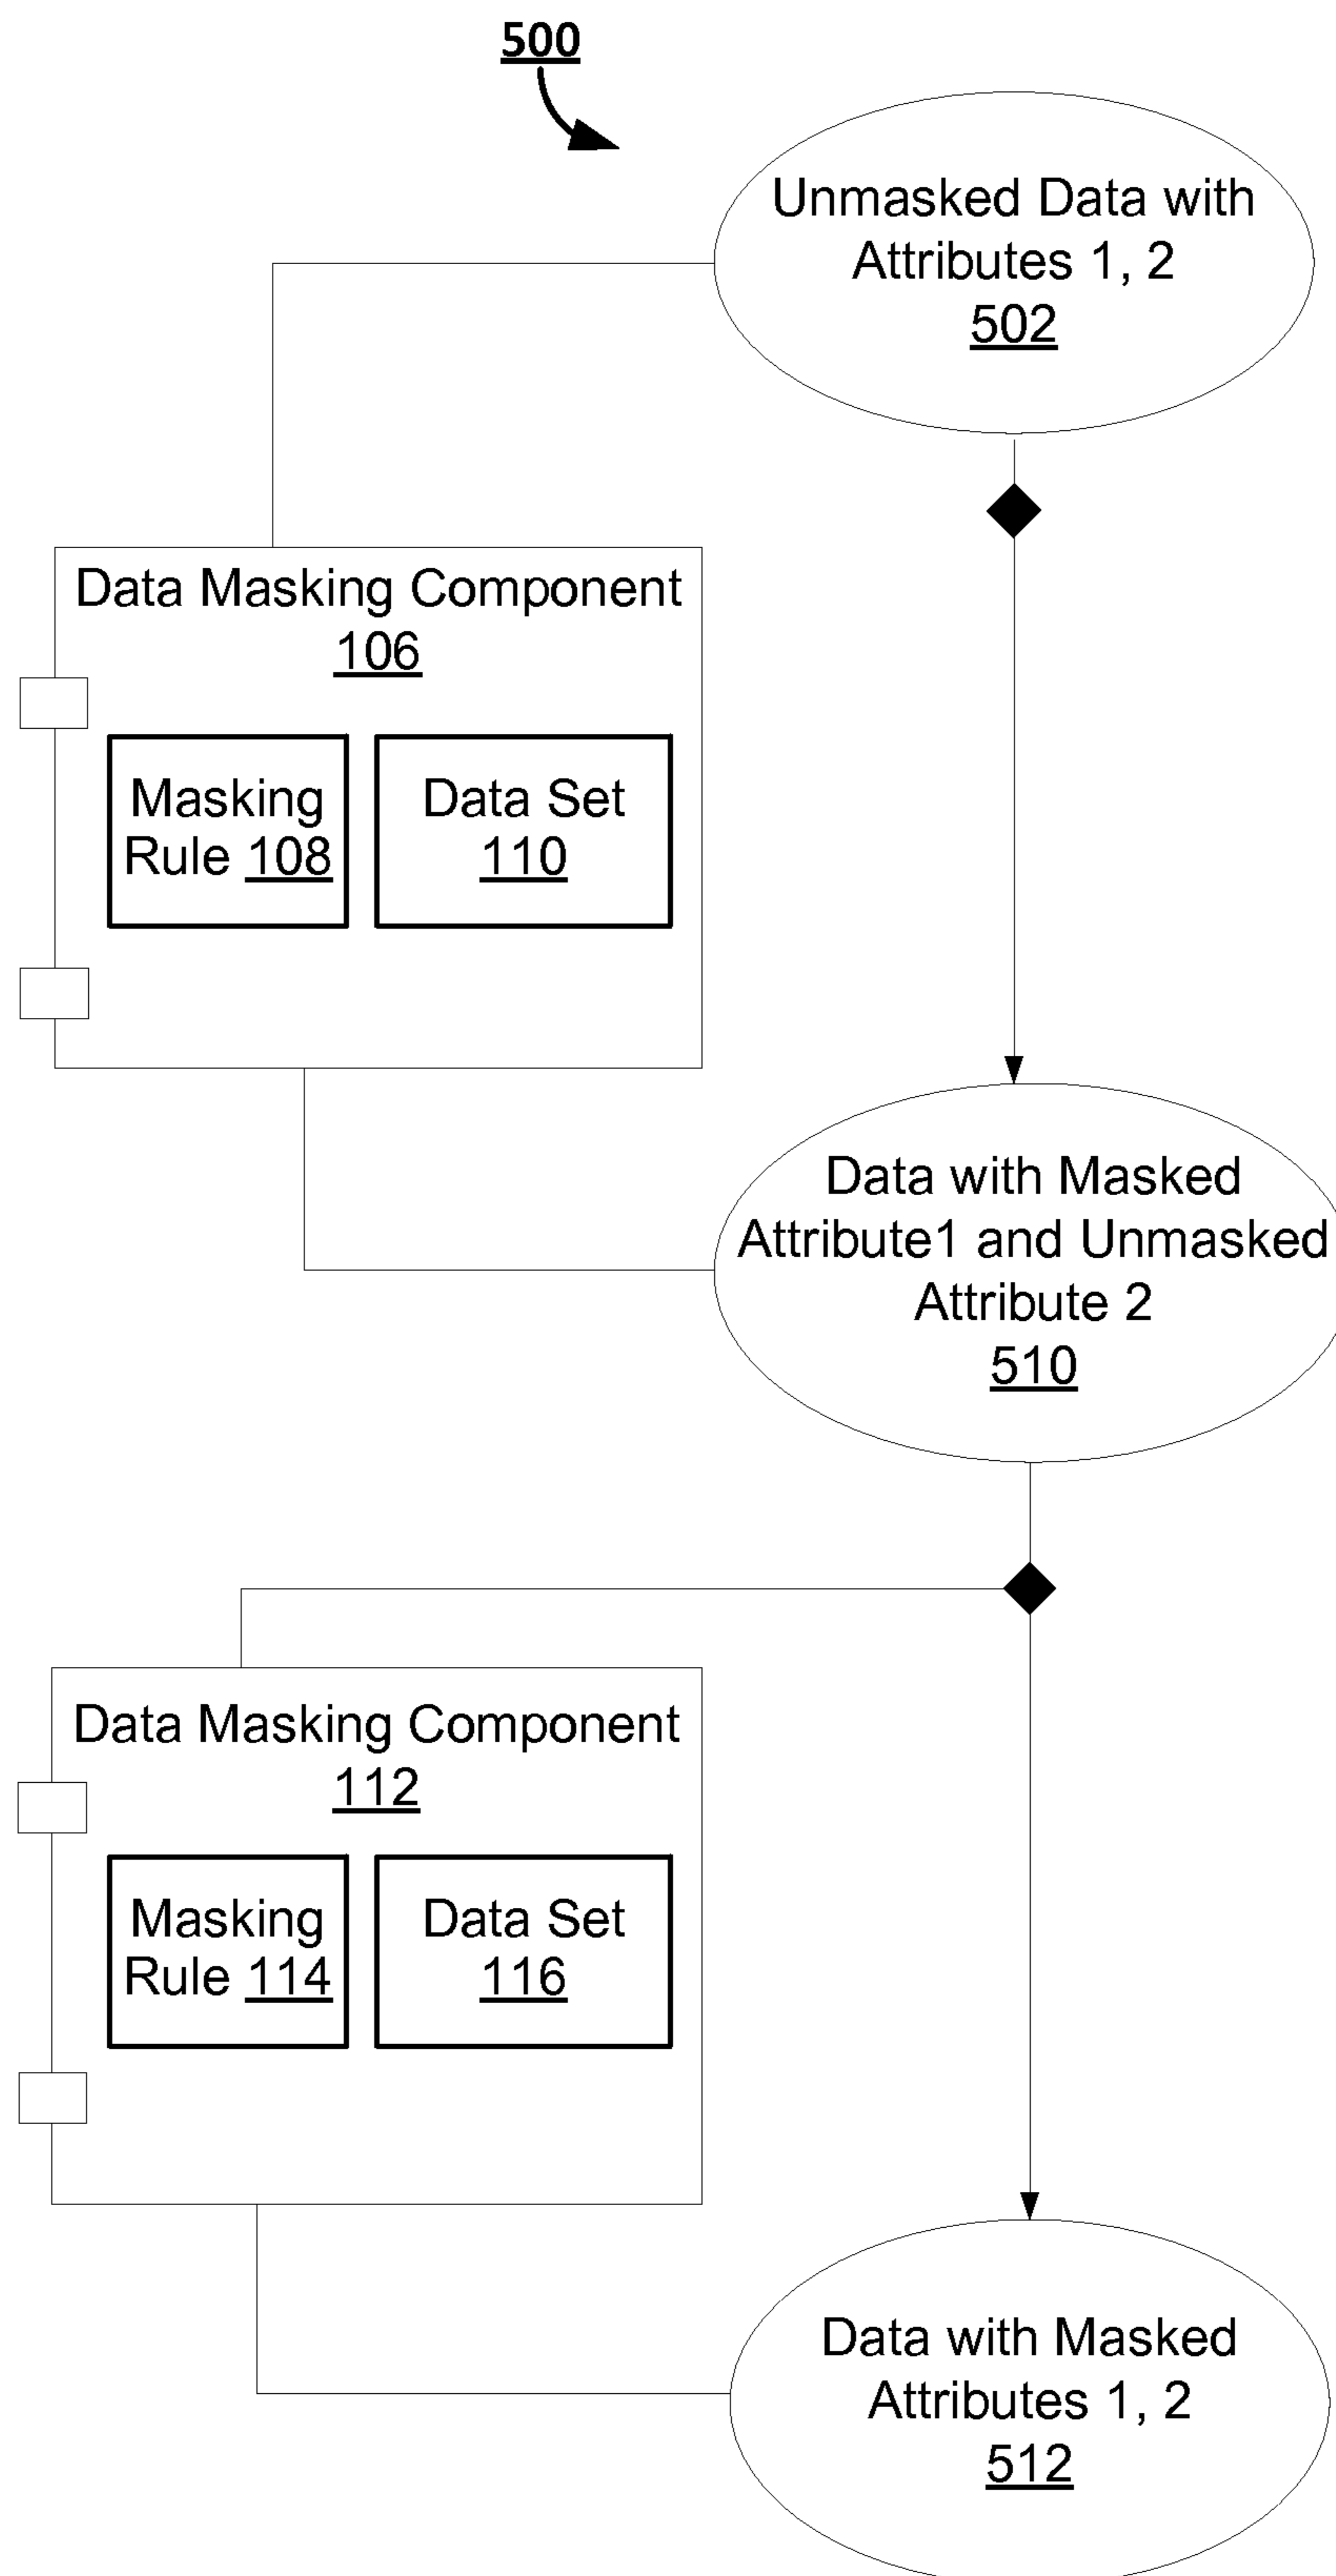 500
Unmasked Data with
Attributes 1, 2
502
Data Masking Component
106
Masking
Rule 108
Data Set
110
Data with Masked
Attribute1 and Unmasked
Attribute 2
510
Data Masking Component
112
Masking
Rule 114
Data Set
116
Data with Masked
Attributes 1, 2
512